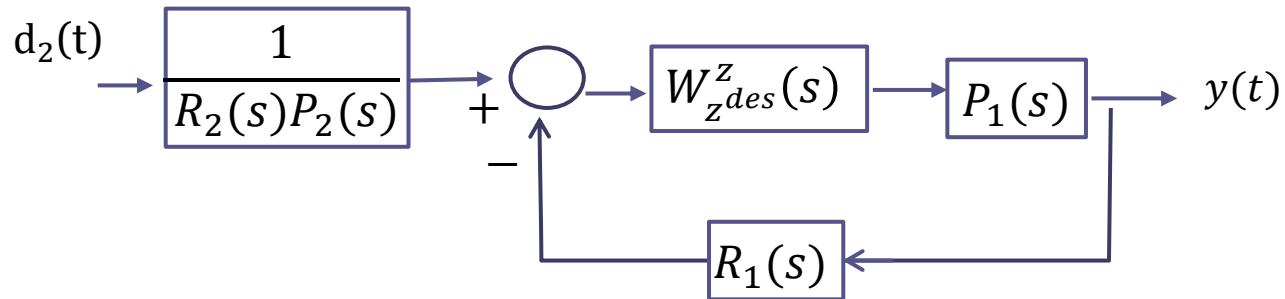 d₂(t)
1
R₂(s)P₂(s)
+
−
W^z_{z^{des}}(s)
P₁(s)
y(t)
R₁(s)